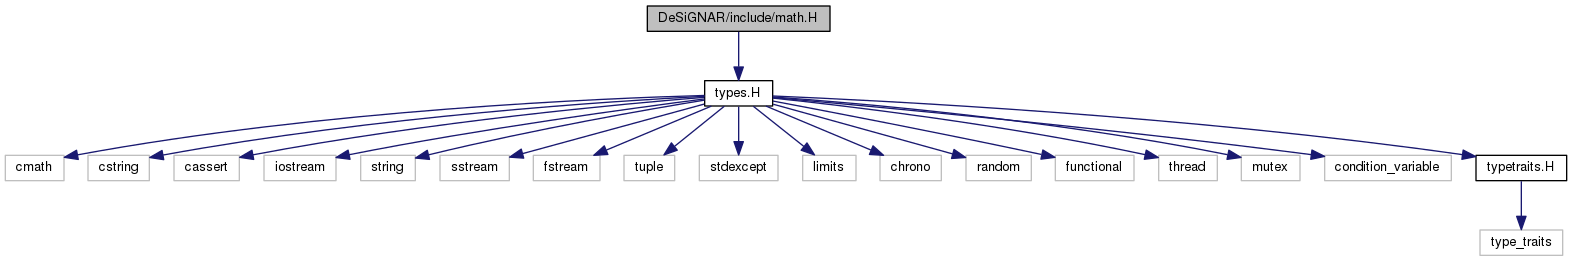 DeSiGNAR/include/math.H
types.H
cmath
cstring
cassert
iostream
string
sstream
fstream
tuple
stdexcept
limits
chrono
random
functional
thread
mutex
condition_variable
typetraits.H
type_traits